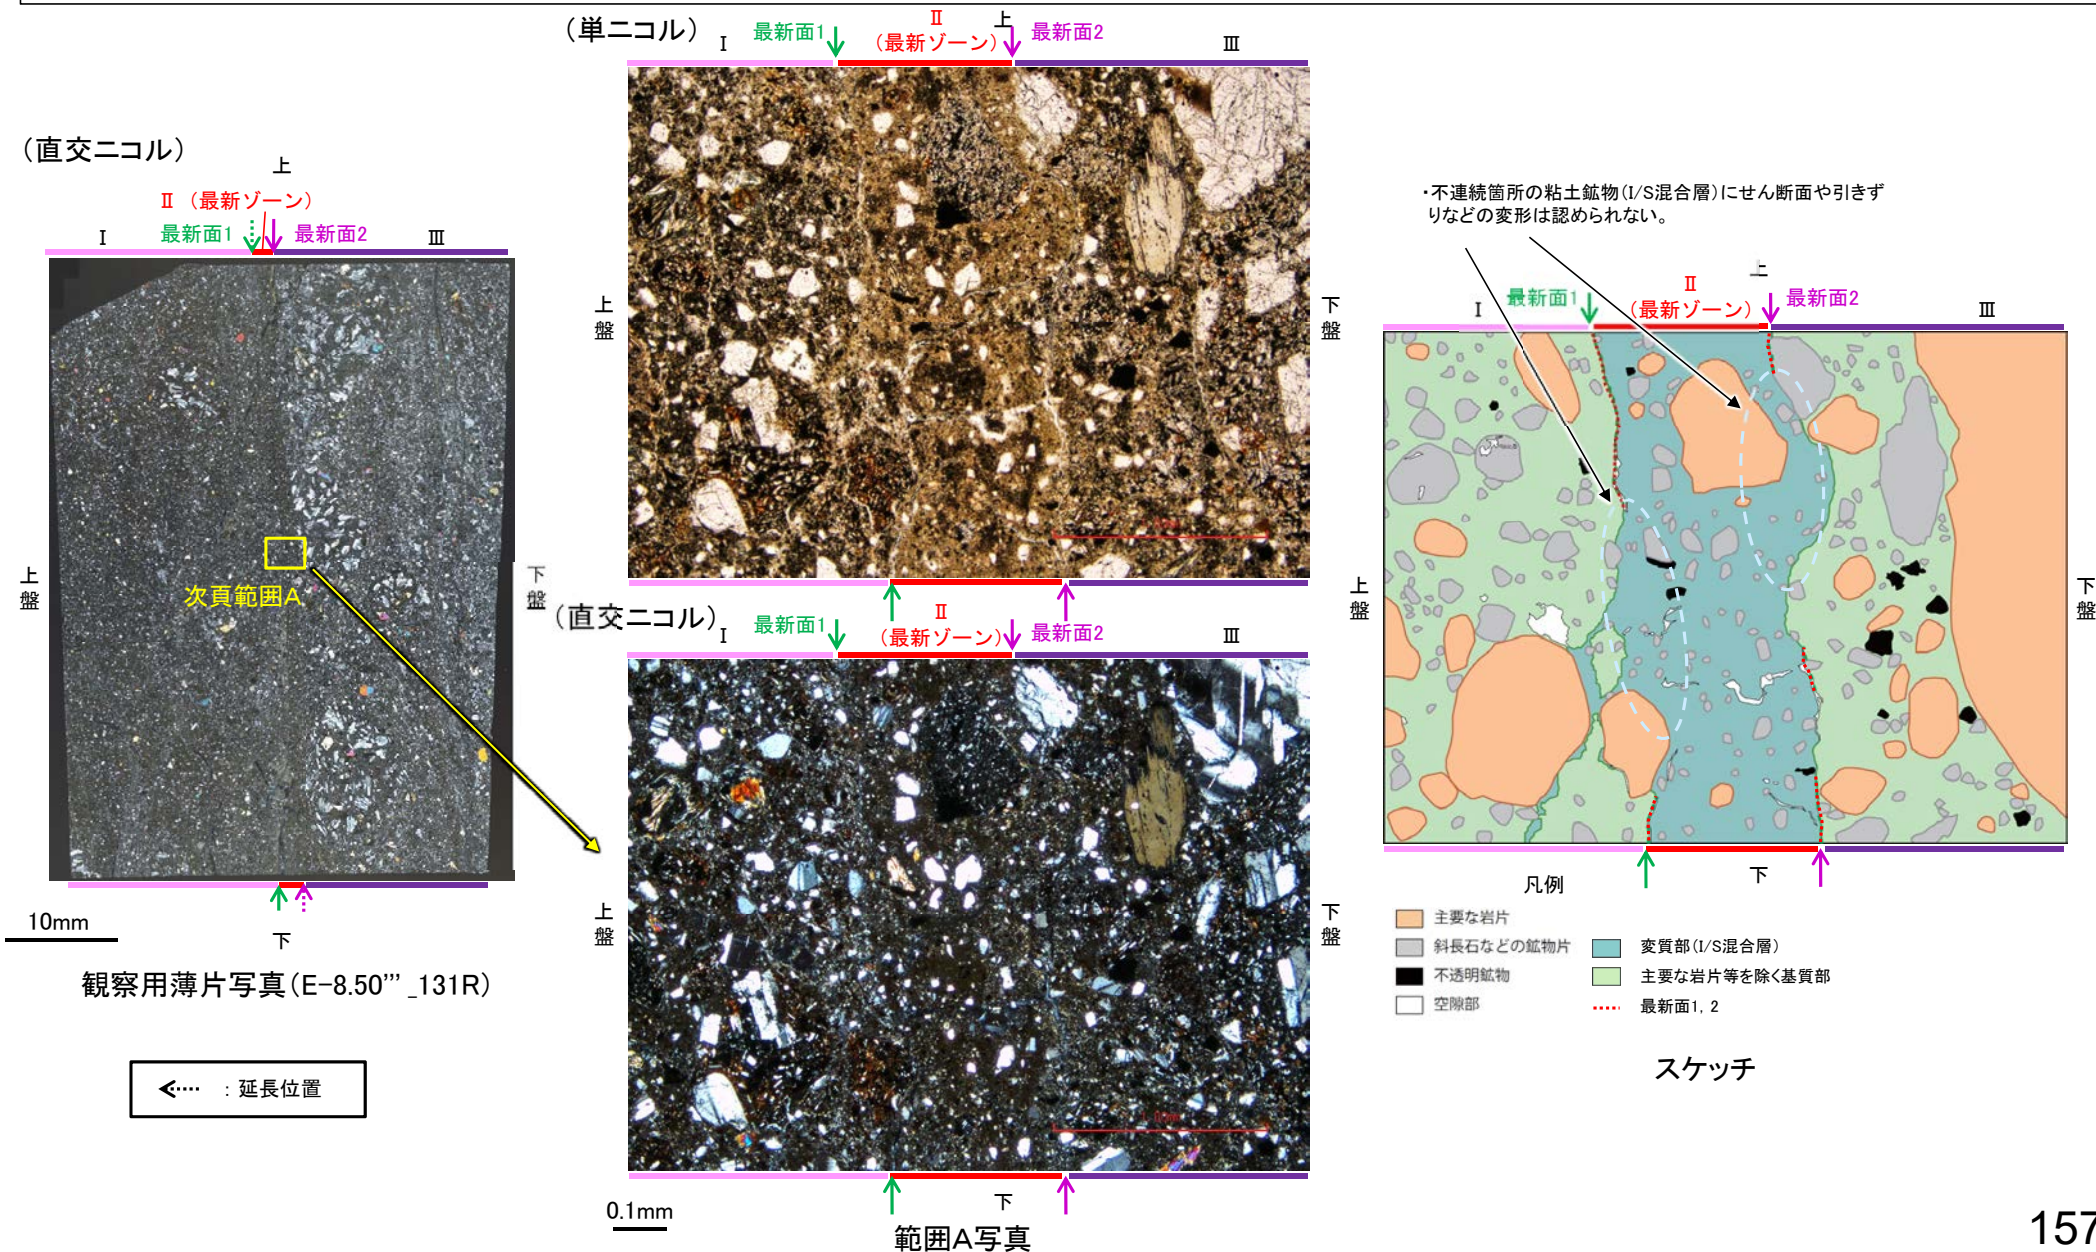 (直交ニコル)
上
Ⅱ (最新ゾーン)
Ⅰ
最新面1
最新面2
Ⅲ
上盤
下盤
次頁範囲A
10mm
下
観察用薄片写真(E-8.50’’’_131R)
: 延長位置
(単ニコル)
Ⅰ
最新面1
Ⅱ
(最新ゾーン)
上
最新面2
Ⅲ
上盤
下盤
(直交ニコル)
Ⅰ
最新面1
Ⅱ
(最新ゾーン)
最新面2
Ⅲ
上盤
下盤
0.1mm
下
範囲A写真
・不連続箇所の粘土鉱物(I/S混合層)にせん断面や引きず
りなどの変形は認められない。
上
Ⅰ
最新面1
Ⅱ
(最新ゾーン)
最新面2
Ⅲ
上盤
下盤
下
凡例
主要な岩片
斜長石などの鉱物片
不透明鉱物
空隙部
変質部(I/S混合層)
主要な岩片等を除く基質部
最新面1, 2
スケッチ
157